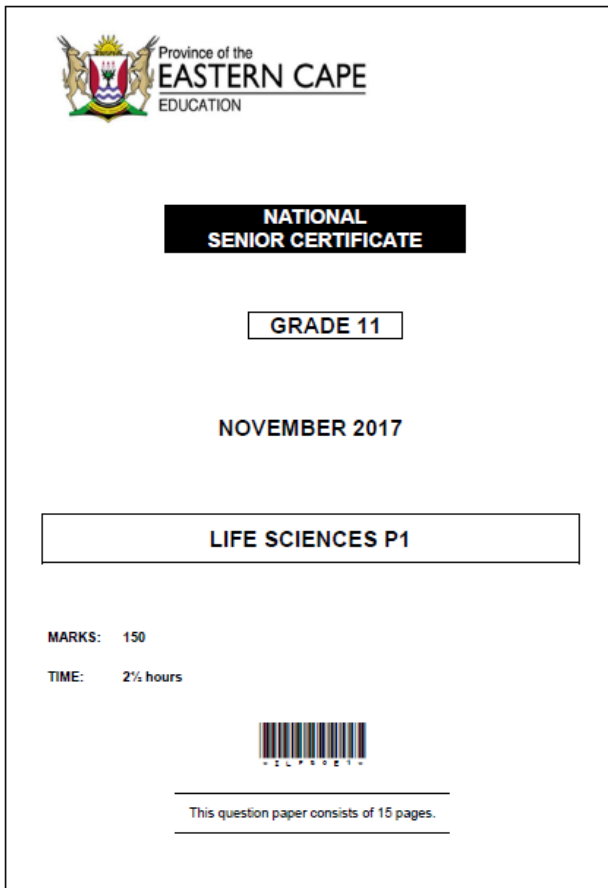 Province of the
EASTERN CAPE
EDUCATION
NATIONAL
SENIOR CERTIFICATE
GRADE 11
NOVEMBER 2017
LIFE SCIENCES P1
MARKS: 150
TIME: 2½ hours
This question paper consists of 15 pages.